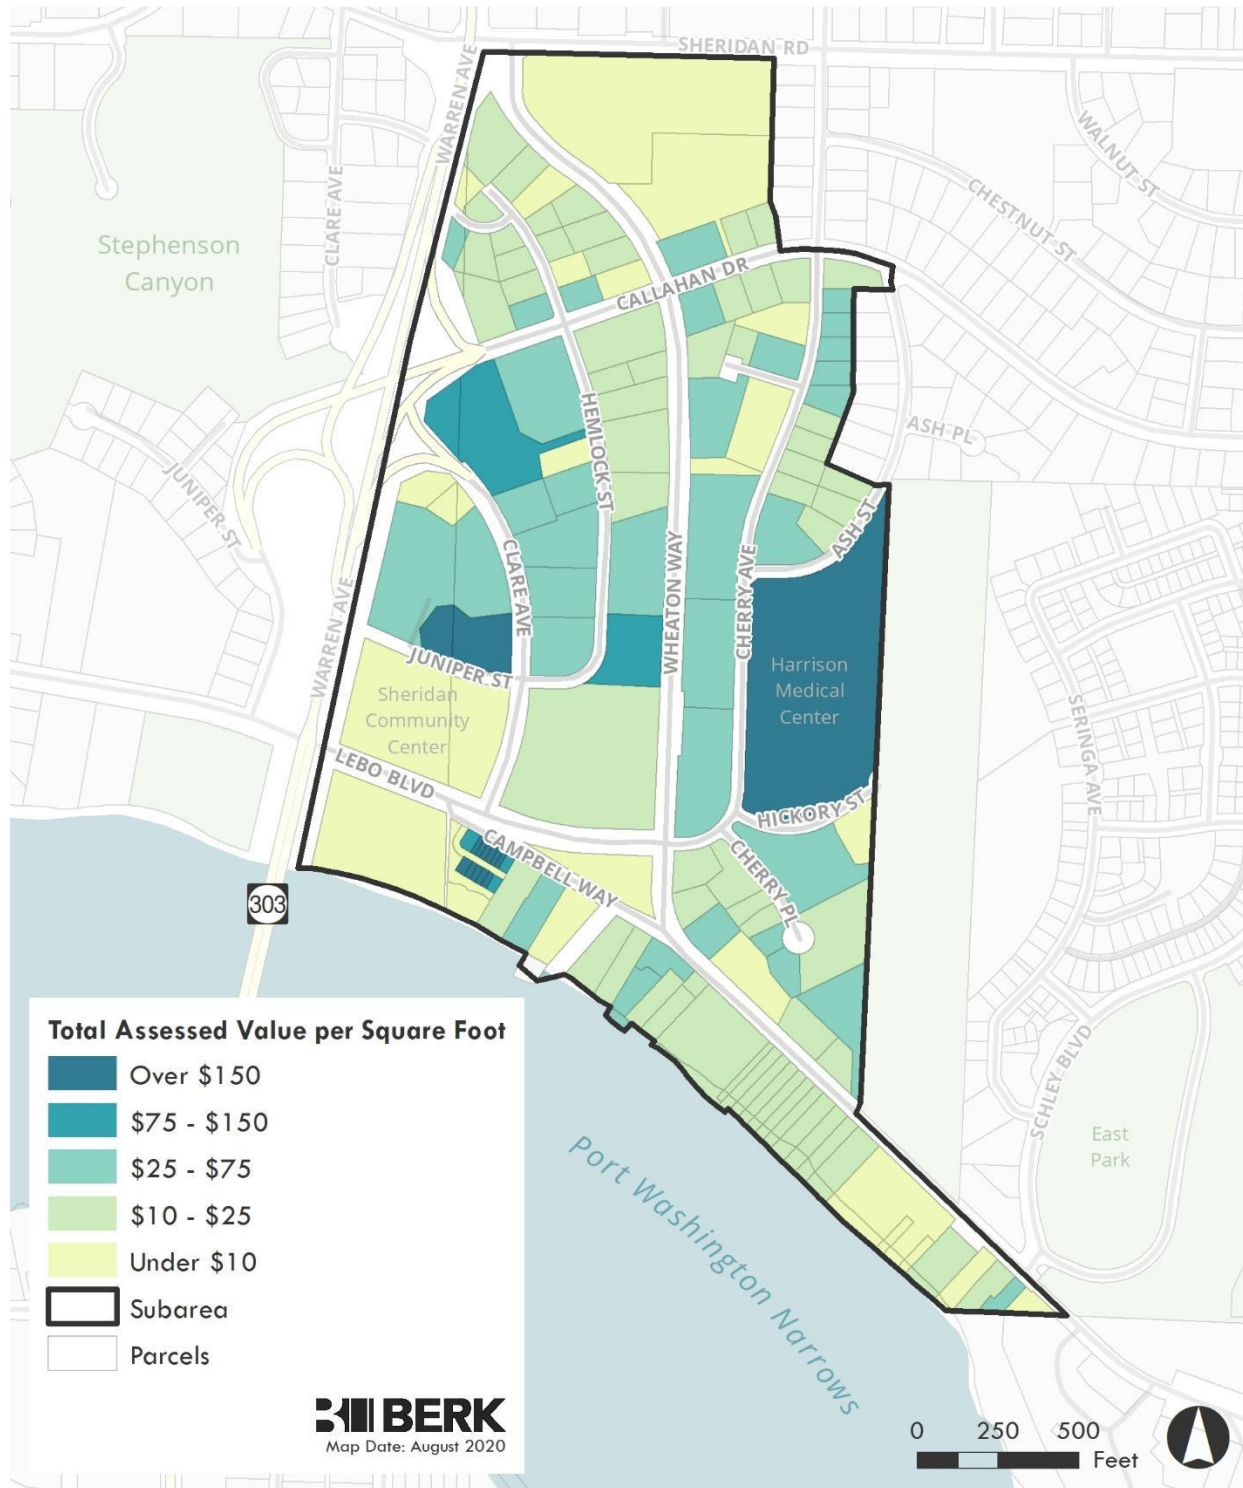 SHERIDAN RD
WARREN AVE
WALNUT ST
CLARE AVE
CHESTNUT ST
Stephenson
Canyon
CALLAHAN DR
HEMLOCK ST
ASH PL
JUNIPER ST
ASH ST
CLARE AVE
WHEATON WAY
CHERRY AVE
WARREN AVE
JUNIPER ST
Harrison
Medical
Center
Sheridan
Community
Center
SERINGA AVE
LEBO BLVD
HICKORY ST
CAMPBELL WAY
CHERRY PL
303
SCHLEY BLVD
East
Park
Port Washington Narrows
Total Assessed Value per Square Foot
Over $150
$75 - $150
$25 - $75
$10 - $25
Under $10
Subarea
Parcels
BERK
Map Date: August 2020
0 250 500
Feet